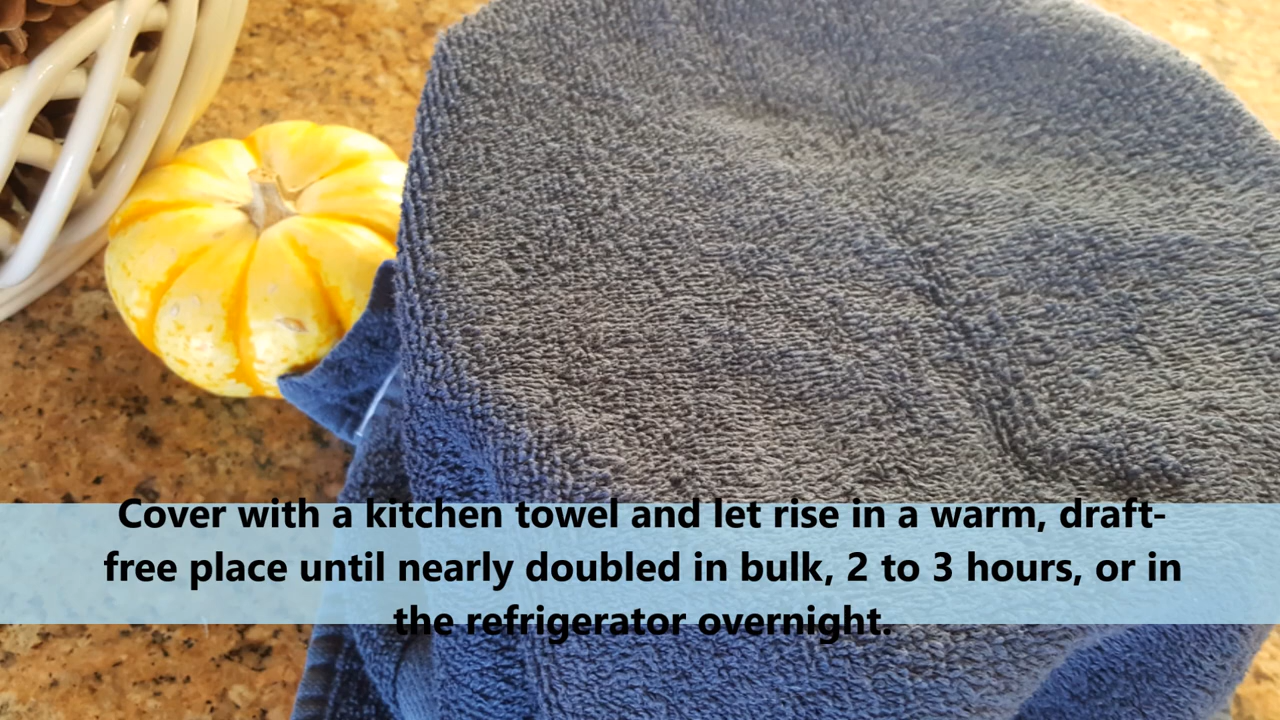 Cover with a kitchen towel and let rise in a warm, draft-
free place until nearly doubled in bulk, 2 to 3 hours, or in
the refrigerator overnight.